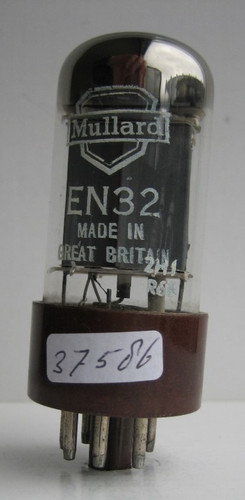 Mullard
EN32
MADE IN
GREAT BRITAIN
37586